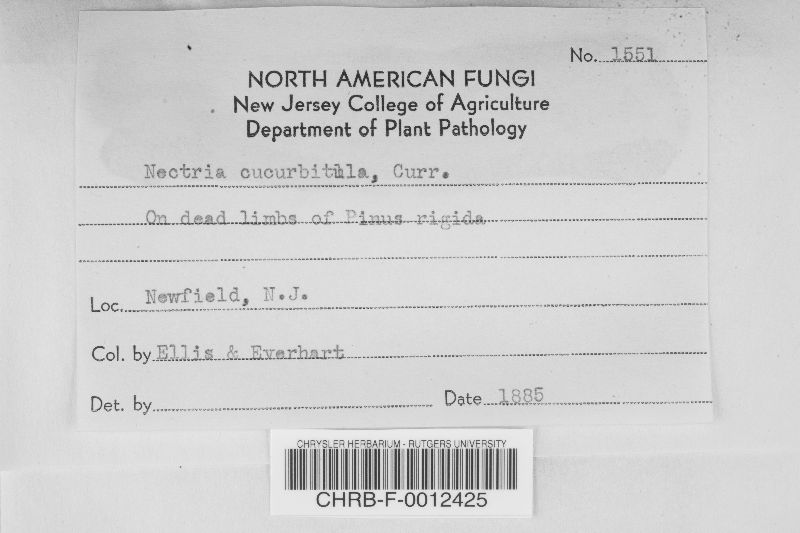 No. 1551
NORTH AMERICAN FUNGI
New Jersey College of Agriculture
Department of Plant Pathology
Nectria cucurbitula, Curr.
On dead limbs of Pinus rigida
Loc. Newfield, N.J.
Col. by Ellis & Everhart
Det. by
Date 1885
CHRYSLER HERBARIUM - RUTGERS UNIVERSITY
CHRB-F-0012425